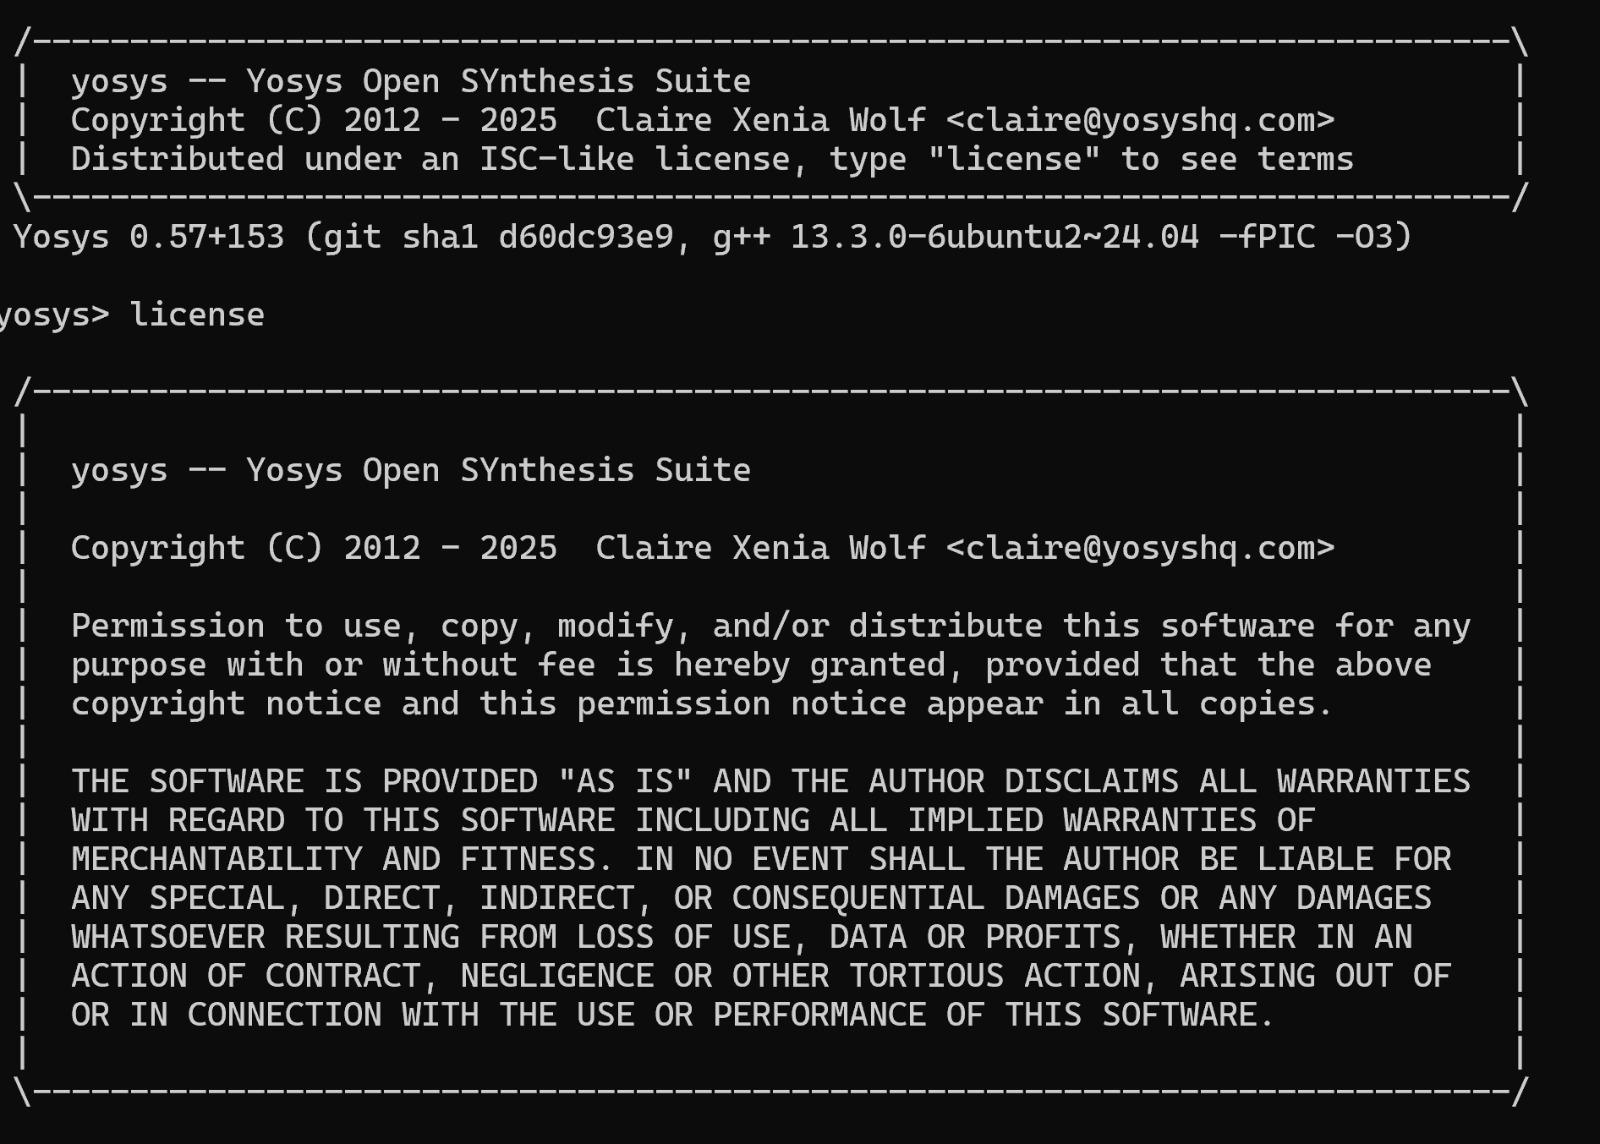 /----------------------------------------------------------------------------\
|  yosys -- Yosys Open SYnthesis Suite                                       |
|  Copyright (C) 2012 - 2025  Claire Xenia Wolf <claire@yosyshq.com>         |
|  Distributed under an ISC-like license, type "license" to see terms        |
\----------------------------------------------------------------------------/
Yosys 0.57+153 (git sha1 d60dc93e9, g++ 13.3.0-6ubuntu2~24.04 -fPIC -O3)
yosys> license
/----------------------------------------------------------------------------\
|                                                                            |
|  yosys -- Yosys Open SYnthesis Suite                                       |
|                                                                            |
|  Copyright (C) 2012 - 2025  Claire Xenia Wolf <claire@yosyshq.com>         |
|                                                                            |
|  Permission to use, copy, modify, and/or distribute this software for any  |
|  purpose with or without fee is hereby granted, provided that the above    |
|  copyright notice and this permission notice appear in all copies.         |
|                                                                            |
|  THE SOFTWARE IS PROVIDED "AS IS" AND THE AUTHOR DISCLAIMS ALL WARRANTIES  |
|  WITH REGARD TO THIS SOFTWARE INCLUDING ALL IMPLIED WARRANTIES OF          |
|  MERCHANTABILITY AND FITNESS. IN NO EVENT SHALL THE AUTHOR BE LIABLE FOR   |
|  ANY SPECIAL, DIRECT, INDIRECT, OR CONSEQUENTIAL DAMAGES OR ANY DAMAGES    |
|  WHATSOEVER RESULTING FROM LOSS OF USE, DATA OR PROFITS, WHETHER IN AN     |
|  ACTION OF CONTRACT, NEGLIGENCE OR OTHER TORTIOUS ACTION, ARISING OUT OF   |
|  OR IN CONNECTION WITH THE USE OR PERFORMANCE OF THIS SOFTWARE.            |
|                                                                            |
\----------------------------------------------------------------------------/